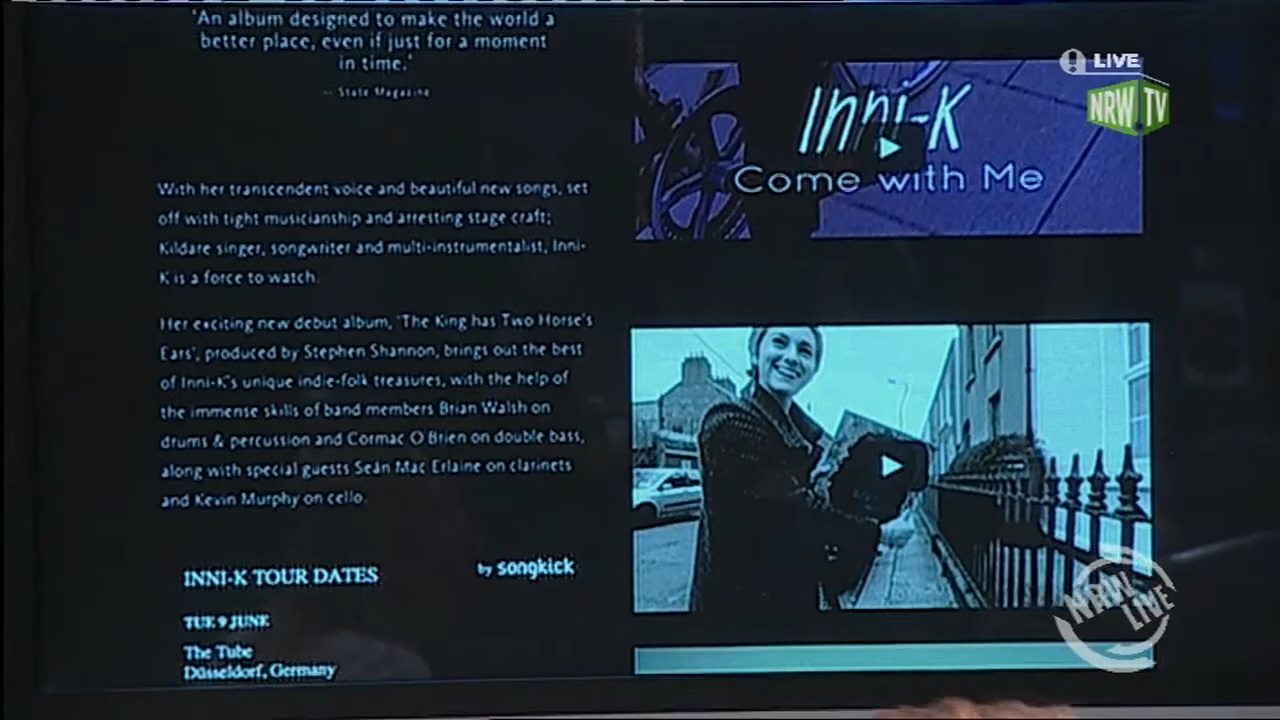 'An album designed to make the world a
better place, even if just for a moment
in time.'
-- State Magazine
With her transcendent voice and beautiful new songs, set
off with tight musicianship and arresting stage craft;
Kildare singer, songwriter and multi-instrumentalist, Inni-
K is a force to watch.
Her exciting new debut album, 'The King has Two Horse's
Ears', produced by Stephen Shannon, brings out the best
of Inni-K's unique indie-folk treasures, with the help of
the immense skills of band members Brian Walsh on
drums & percussion and Cormac O Brien on double bass,
along with special guests Seán Mac Erlaine on clarinets
and Kevin Murphy on cello.
INNI-K TOUR DATES
by songkick
TUE 9 JUNE
The Tube
Düsseldorf, Germany
Inni-K
Come with Me
LIVE
NRW.TV
NRW LIVE